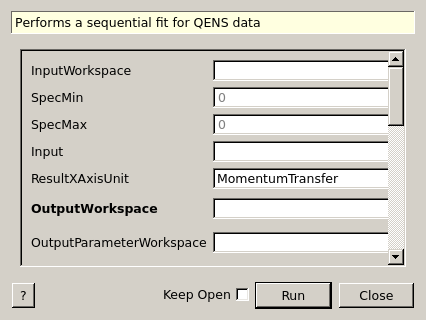 Performs a sequential fit for QENS data
InputWorkspace
SpecMin 0
SpecMax 0
Input
ResultXAxisUnit MomentumTransfer
OutputWorkspace
OutputParameterWorkspace
? Keep Open Run Close